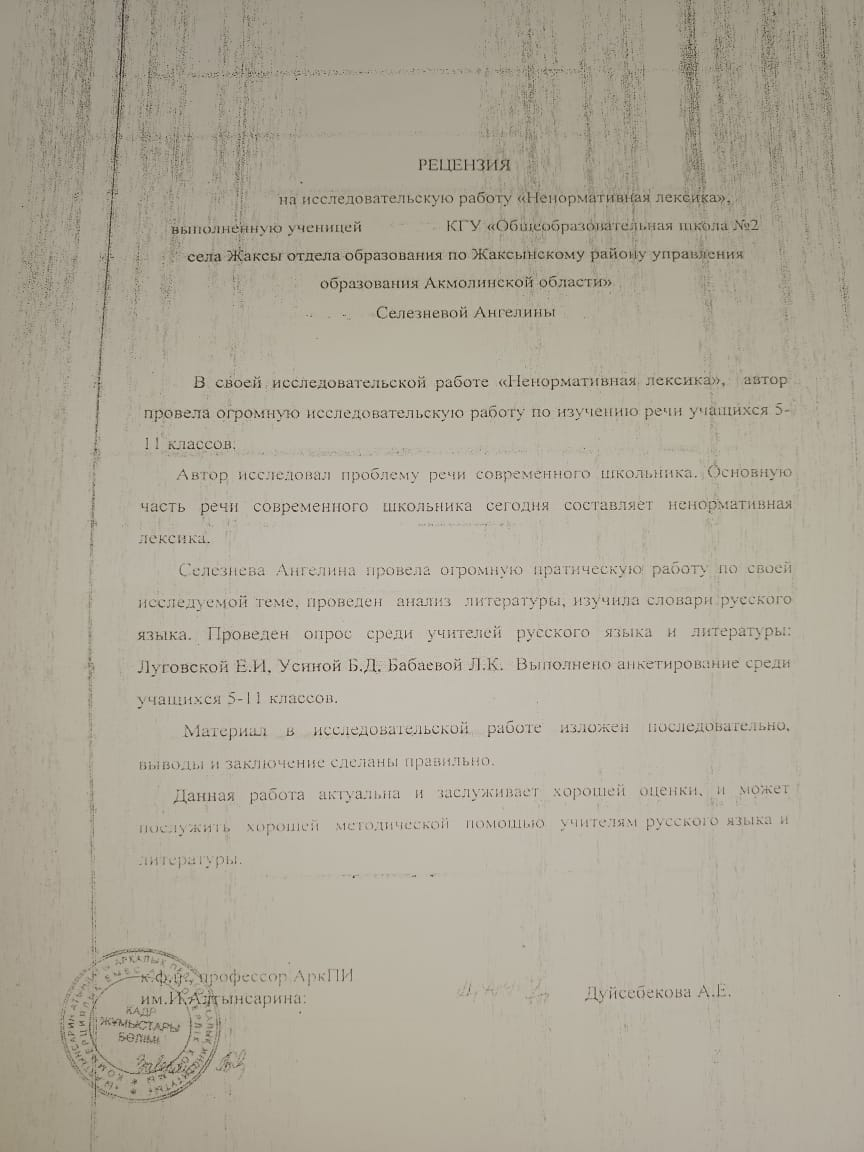 РЕЦЕНЗИЯ
на исследовательскую работу «Ненормативная лексика»,
выполненную ученицей КГУ «Общеобразовательная школа №2
села Жаксы отдела образования по Жаксынскому району управления
образования Акмолинской области»
Селезневой Ангелины
В своей исследовательской работе «Ненормативная лексика», автор
провела огромную исследовательскую работу по изучению речи учащихся 5-
11 классов.
Автор исследовал проблему речи современного школьника. Основную
часть речи современного школьника сегодня составляет ненормативная
лексика.
Селезнева Ангелина провела огромную пратическую работу по своей
исследуемой теме, проведен анализ литературы, изучила словари русского
языка. Проведен опрос среди учителей русского языка и литературы:
Луговской Е.И, Усиной Б.Д, Бабаевой Л.К. Выполнено анкетирование среди
учащихся 5-11 классов.
Материал в исследовательской работе изложен последовательно,
выводы и заключение сделаны правильно.
Данная работа актуальна и заслуживает хорошей оценки, и может
послужить хорошей методической помощью учителям русского языка и
литературы.
к.ф.н., профессор АркПИ
им.И.Алтынсарина:
Дуйсебекова А.Е.
КАДР
ЖҰМЫСТАРЫ
БӨЛІМІ